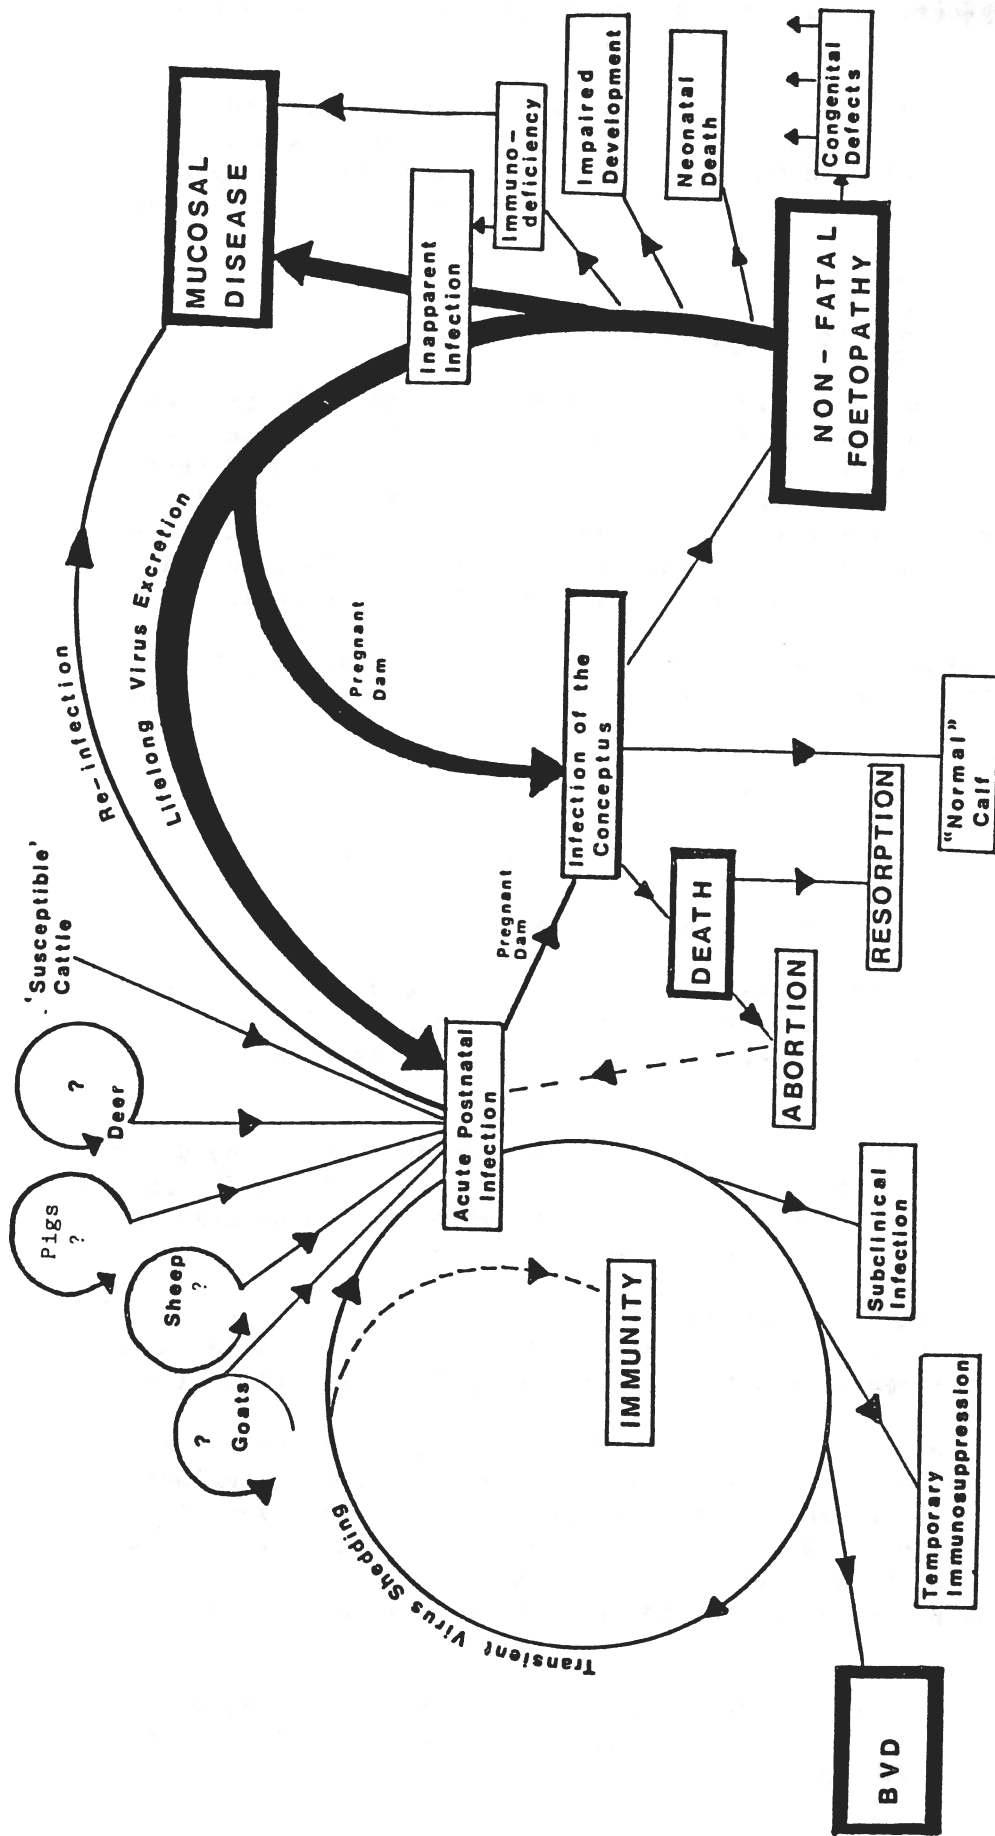 MUCOSAL
DISEASE
Re-infection
Lifelong Virus Excretion
'Susceptible'
Cattle
?
Deer
Pigs
?
Sheep
?
?
Goats
Transient Virus Shedding
Inapparent
Infection
Immuno-
deficiency
Impaired
Development
Neonatal
Death
Congenital
Defects
NON-FATAL
FOETOPATHY
Pregnant
Dam
Infection of the
Conceptus
Pregnant
Dam
Acute Postnatal
Infection
DEATH
RESORPTION
"Normal"
Calf
ABORTION
IMMUNITY
Subclinical
Infection
Temporary
Immunosuppression
BVD